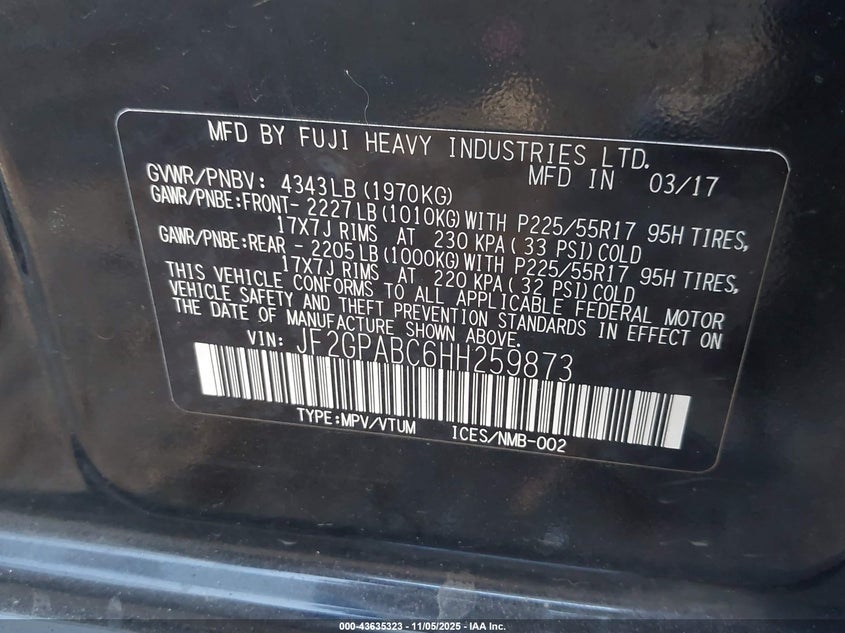 MFD BY FUJI HEAVY INDUSTRIES LTD.
MFD IN 03/17
GVWR/PNBV: 4343LB(1970KG)
GAWR/PNBE:FRONT- 2227LB(1010KG)WITH P225/55R17 95H TIRES,
17X7J RIMS AT 230 KPA( 33 PSI)COLD
GAWR/PNBE:REAR - 2205LB(1000KG)WITH P225/55R17 95H TIRES,
17X7J RIMS AT 220 KPA( 32 PSI)COLD
THIS VEHICLE CONFORMS TO ALL APPLICABLE FEDERAL MOTOR
VEHICLE SAFETY AND THEFT PREVENTION STANDARDS IN EFFECT ON
THE DATE OF MANUFACTURE SHOWN ABOVE.
VIN: JF2GPABC6HH259873
TYPE:MPV/VTUM ICES/NMB-002
000-43635323 - 11/05/2025 - IAA Inc.